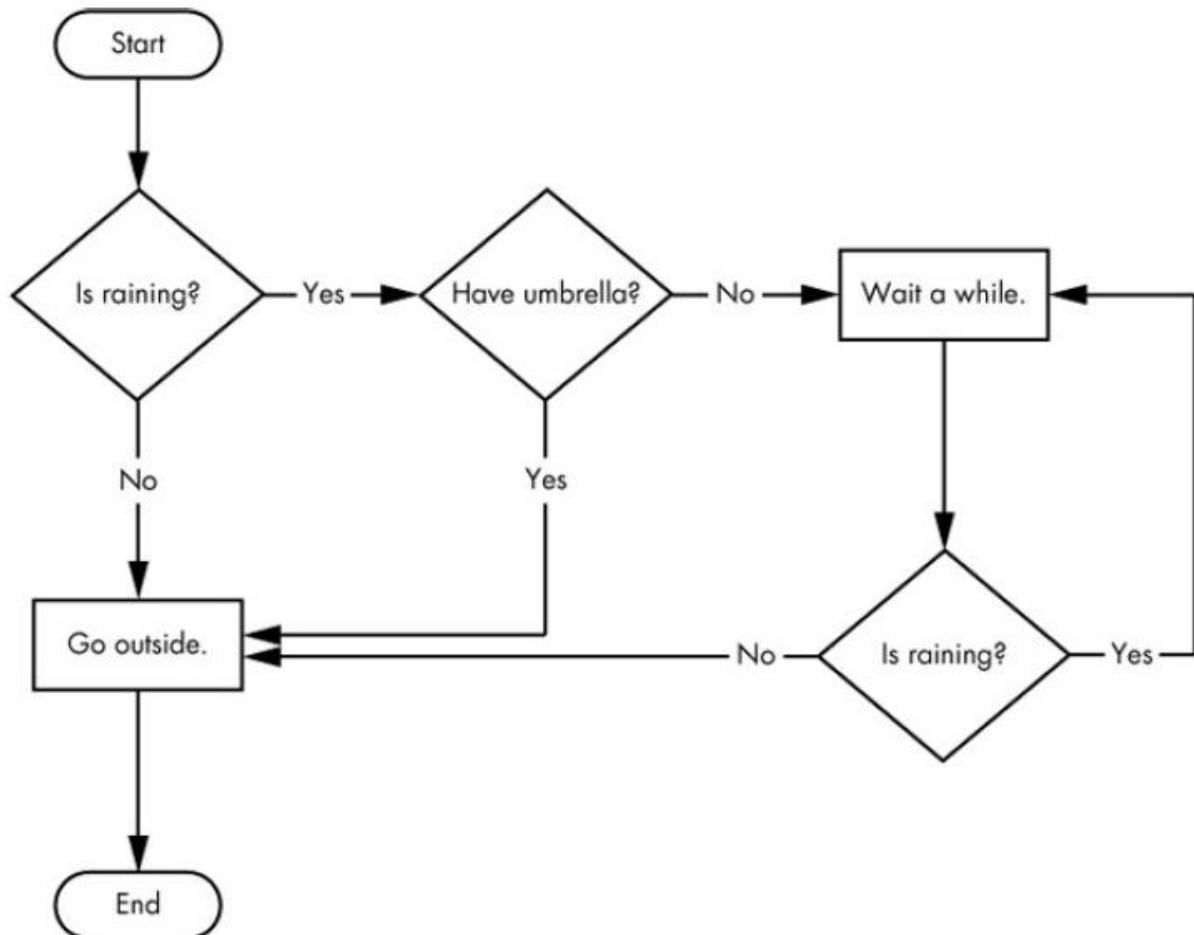 Start
Is raining?
Yes
Have umbrella?
No
Wait a while.
No
Yes
Go outside.
No
Is raining?
Yes
End